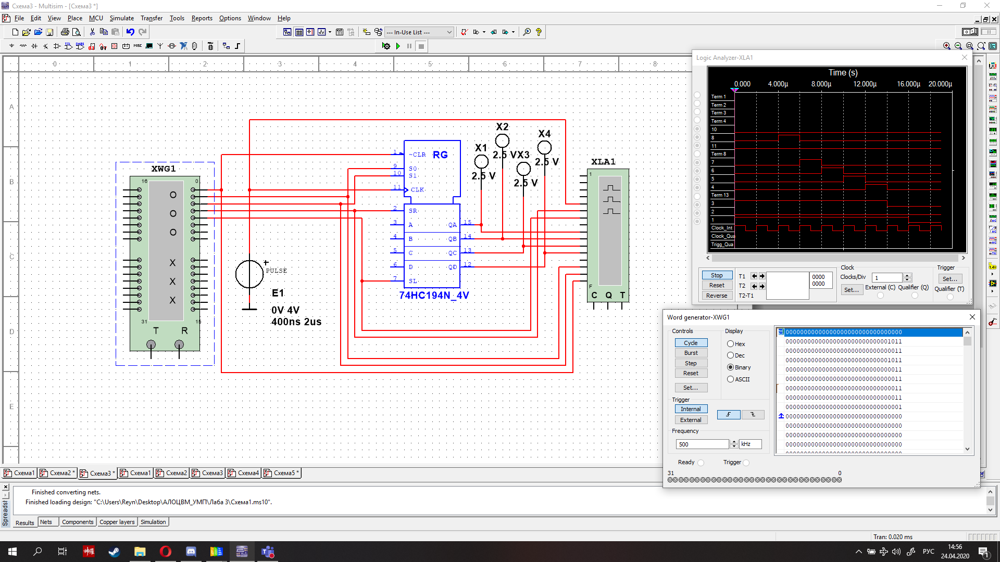 Схема3 - Multisim - [Схема3 *]
File Edit View Place MCU Simulate Transfer Tools Reports Options Window Help
--- In-Use List ---
MISC
0 1 2 3 4 5 6 7 8
A
B
C
D
E
XWG1
16 0
O
O
O
X
X
X
31 15
T R
PULSE
E1
0V 4V
400ns 2us
1 ~CLR RG
9 S0
10 S1
11 CLK
2 SR
3 A QA 15
4 B QB 14
5 C QC 13
6 D QD 12
7 SL
74HC194N_4V
X1
2.5 V
X2
2.5 V
X3
2.5 V
X4
2.5 V
XLA1
1
F
C Q T
Logic Analyzer-XLA1
Time (s)
0.000 4.000µ 8.000µ 12.000µ 16.000µ 20.000µ
Term 1
Term 2
Term 3
Term 4
10
8
11
Term 8
7
6
5
4
Term 13
3
2
1
Clock_Int
Clock_Qua
Trigg_Qua
Stop
Reset
Reverse
T1
T2
T2-T1
0000
0000
Clock
Clocks/Div 1
Set... External (C) Qualifier (Q)
Trigger
Set...
Qualifier (T)
Word generator-XWG1
Controls
Cycle
Burst
Step
Reset
Set...
Display
Hex
Dec
Binary
ASCII
Trigger
Internal
External
Frequency
500 kHz
Ready Trigger
31 0
00000000000000000000000000000000
00000000000000000000000000001011
00000000000000000000000000000011
00000000000000000000000000001011
00000000000000000000000000000011
00000000000000000000000000000011
00000000000000000000000000000011
00000000000000000000000000000011
00000000000000000000000000000001
00000000000000000000000000000000
00000000000000000000000000000000
00000000000000000000000000000000
00000000000000000000000000000000
Схема1 Схема2 * Схема3 * Схема1 Схема2 Схема3 Схема4 Схема5 *
Finished converting nets.
Finished loading design: "C:\Users\Reyn\Desktop\АЛОЦВМ_УМП\Лаба 3\Схема1.ms10".
Spreadsl
Results Nets Components Copper layers Simulation
Tran: 0.020 ms
РУС
14:56
24.04.2020
1